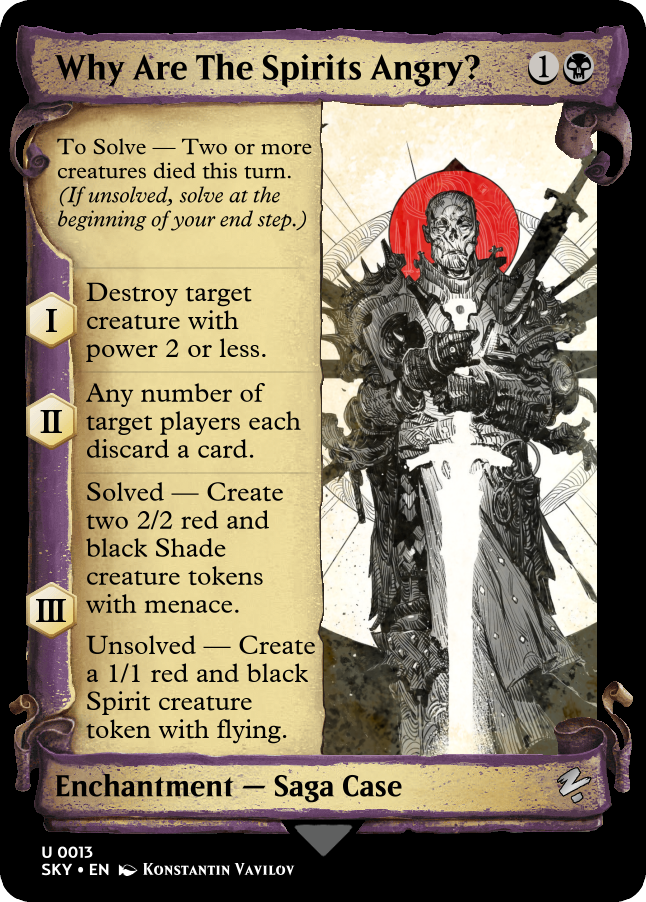 Why Are The Spirits Angry? 1
To Solve — Two or more
creatures died this turn.
(If unsolved, solve at the
beginning of your end step.)
I
Destroy target
creature with
power 2 or less.
II
Any number of
target players each
discard a card.
III
Solved — Create
two 2/2 red and
black Shade
creature tokens
with menace.
Unsolved — Create
a 1/1 red and black
Spirit creature
token with flying.
Enchantment — Saga Case
U 0013
SKY • EN Konstantin Vavilov